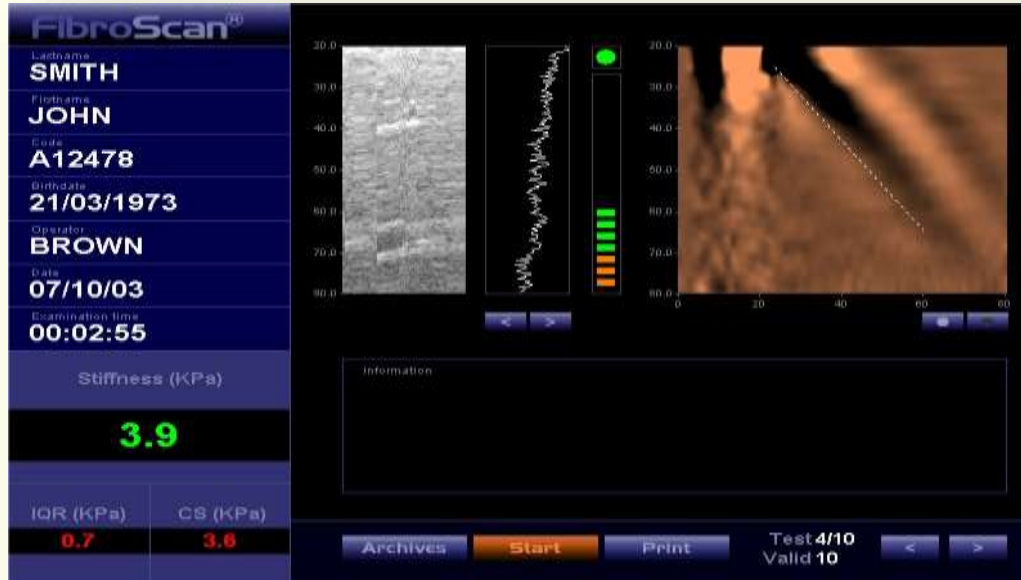 FibroScan®
Lastname
SMITH
Firstname
JOHN
Code
A12478
Birthdate
21/03/1973
Operator
BROWN
Date
07/10/03
Examination time
00:02:55
Stiffness (KPa)
3.9
IQR (KPa) CS (KPa)
0.7 3.6
20.0
30.0
40.0
50.0
60.0
70.0
80.0
20.0
30.0
40.0
50.0
60.0
70.0
80.0
0 20 40 60 80
< >
Information
Archives Start Print
Test 4/10
Valid 10
< >